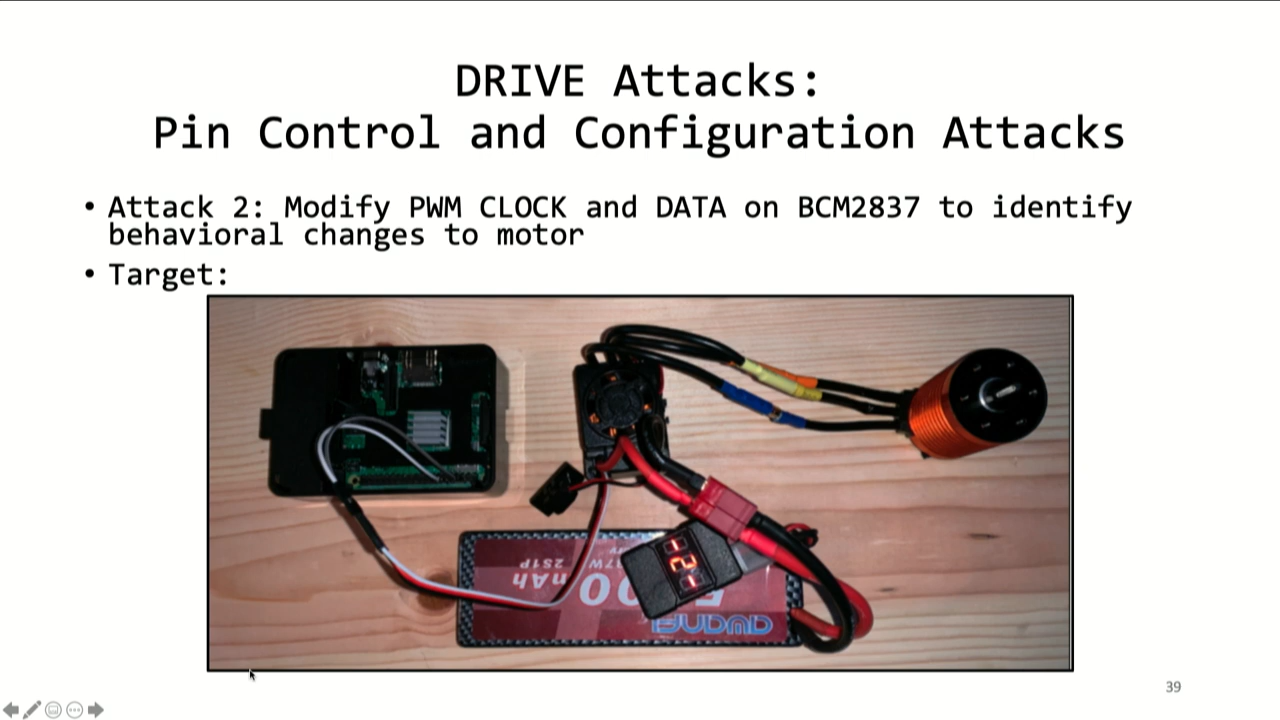 DRIVE Attacks:
Pin Control and Configuration Attacks
• Attack 2: Modify PWM CLOCK and DATA on BCM2837 to identify
behavioral changes to motor
• Target:
2S1P
39